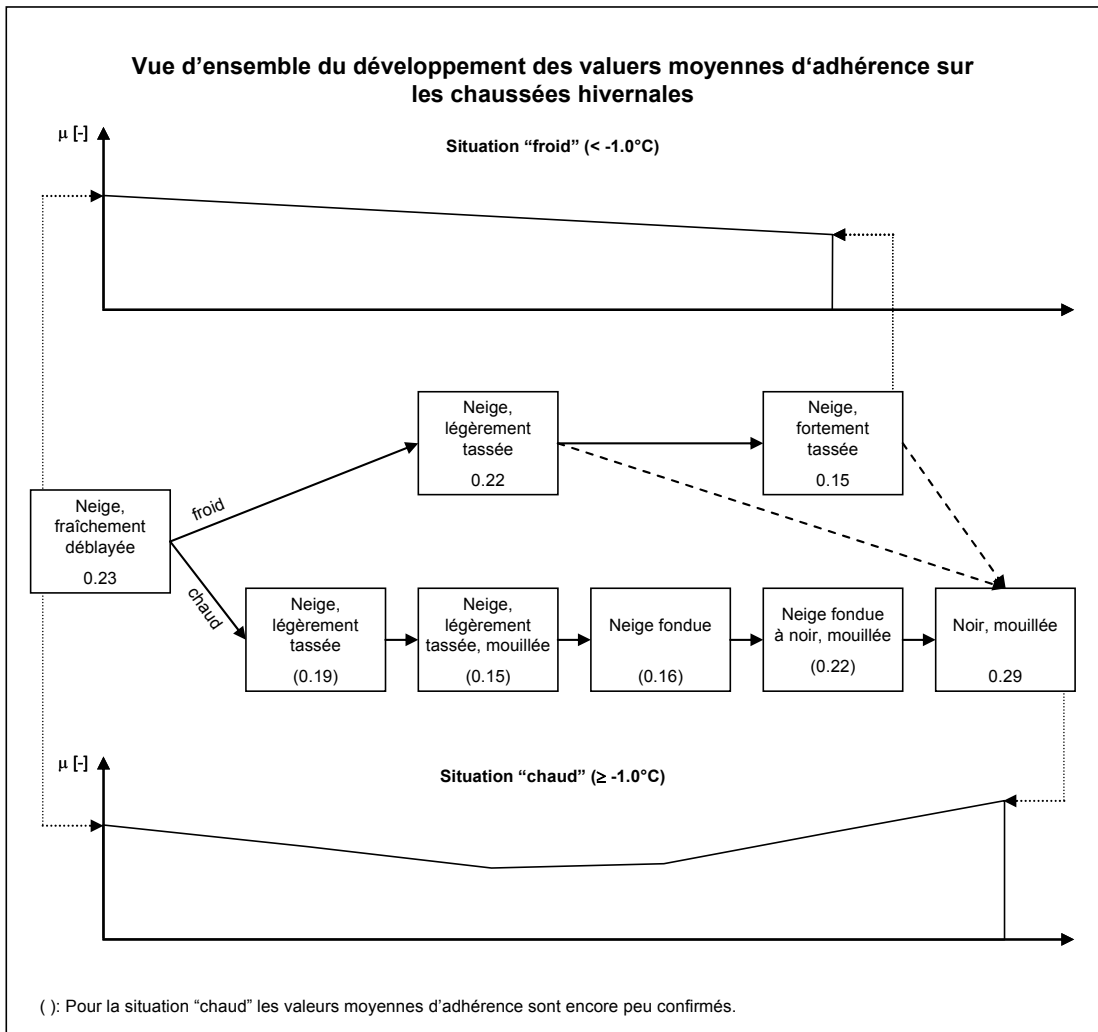 Vue d'ensemble du développement des valuers moyennes d‘adhérence sur
les chaussées hivernales
μ [-]
Situation “froid” (< -1.0°C)
Neige,
légèrement
tassée
0.22
Neige,
fortement
tassée
0.15
Neige,
fraîchement
déblayée
0.23
froid
chaud
Neige,
légèrement
tassée
(0.19)
Neige,
légèrement
tassée, mouillée
(0.15)
Neige fondue
(0.16)
Neige fondue
à noir, mouillée
(0.22)
Noir, mouillée
0.29
μ [-]
Situation “chaud” (≥ -1.0°C)
( ): Pour la situation “chaud” les valeurs moyennes d’adhérence sont encore peu confirmés.